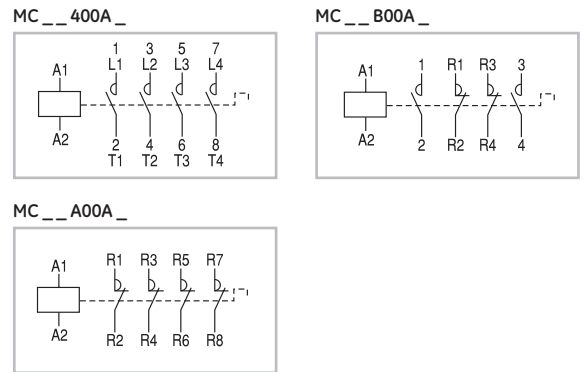 MC _ _ 400A _
1 3 5 7
A1 L1 L2 L3 L4
A2 2 4 6 8
T1 T2 T3 T4
MC _ _ B00A _
A1 1 R1 R3 3
A2 2 R2 R4 4
MC _ _ A00A _
A1 R1 R3 R5 R7
A2 R2 R4 R6 R8